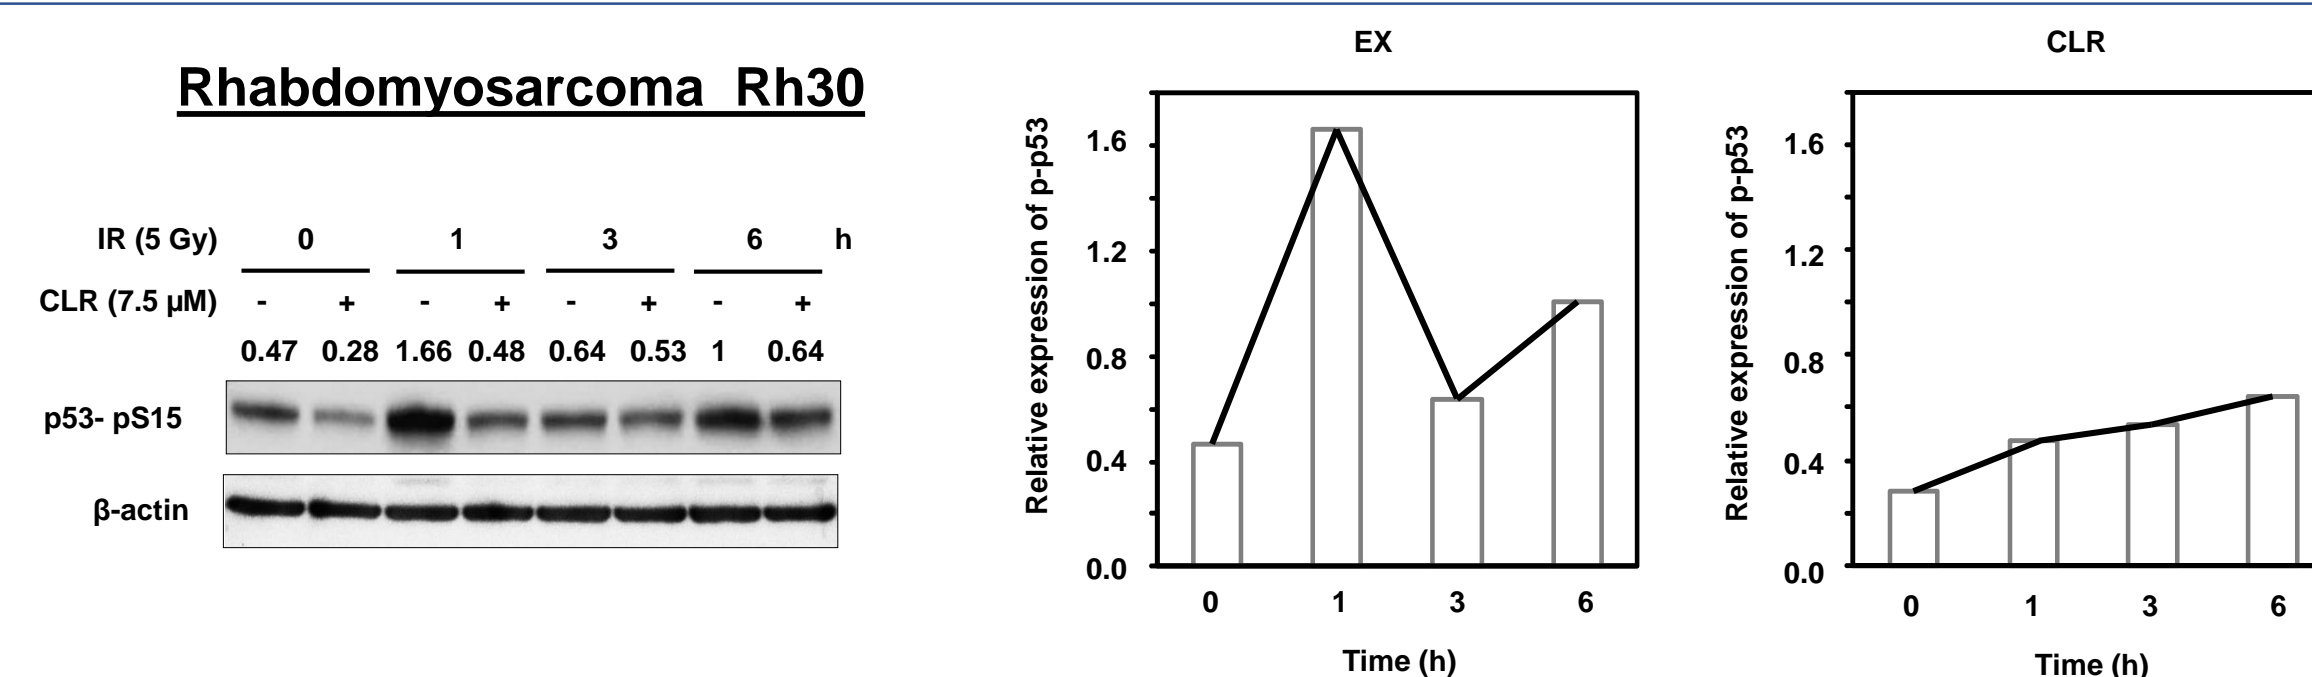 Rhabdomyosarcoma Rh30
IR (5 Gy) 0 1 3 6 h
CLR (7.5 µM) - + - + - + - +
0.47 0.28 1.66 0.48 0.64 0.53 1 0.64
p53- pS15
β-actin
EX
Relative expression of p-p53
1.6
1.2
0.8
0.4
0.0
0 1 3 6
Time (h)
CLR
Relative expression of p-p53
1.6
1.2
0.8
0.4
0.0
0 1 3 6
Time (h)